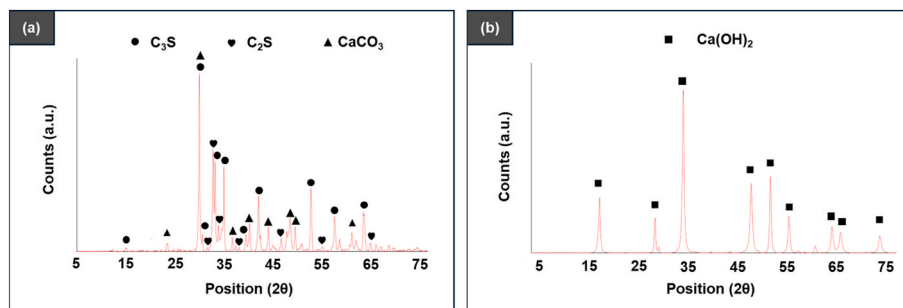 (a)
● C₃S ♥ C₂S ▲ CaCO₃
Counts (a.u.)
5 15 25 35 45 55 65 75
Position (2θ)
(b)
■ Ca(OH)₂
Counts (a.u.)
5 15 25 35 45 55 65 75
Position (2θ)